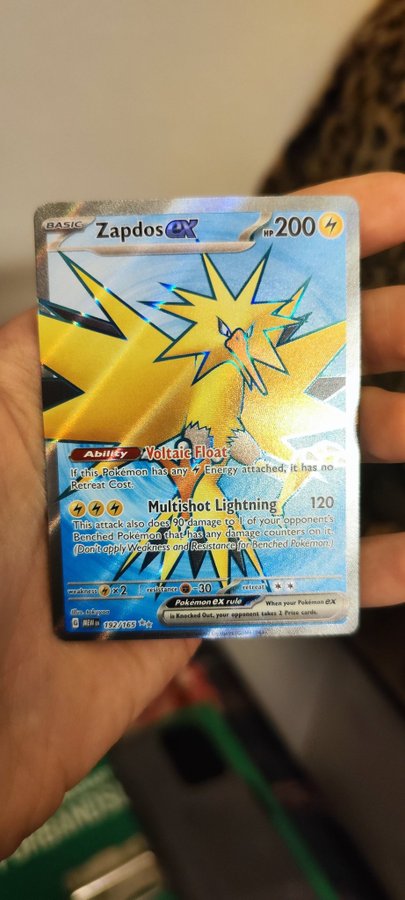 BASIC Zapdos ex HP 200
Ability Voltaic Float
If this Pokémon has any Energy attached, it has no
Retreat Cost.
Multishot Lightning 120
This attack also does 90 damage to 1 of your opponent's
Benched Pokémon that has any damage counters on it.
(Don't apply Weakness and Resistance for Benched Pokémon.)
weakness ×2 resistance -30 retreat
Pokémon ex rule When your Pokémon ex
is Knocked Out, your opponent takes 2 Prize cards.
Illus.
G MEW EN 192/165